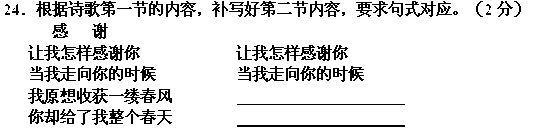 24．根据诗歌第一节的内容，补写好第二节内容，要求句式对应。（2 分）
感　谢
让我怎样感谢你
当我走向你的时候
我原想收获一缕春风
你却给了我整个春天
让我怎样感谢你
当我走向你的时候